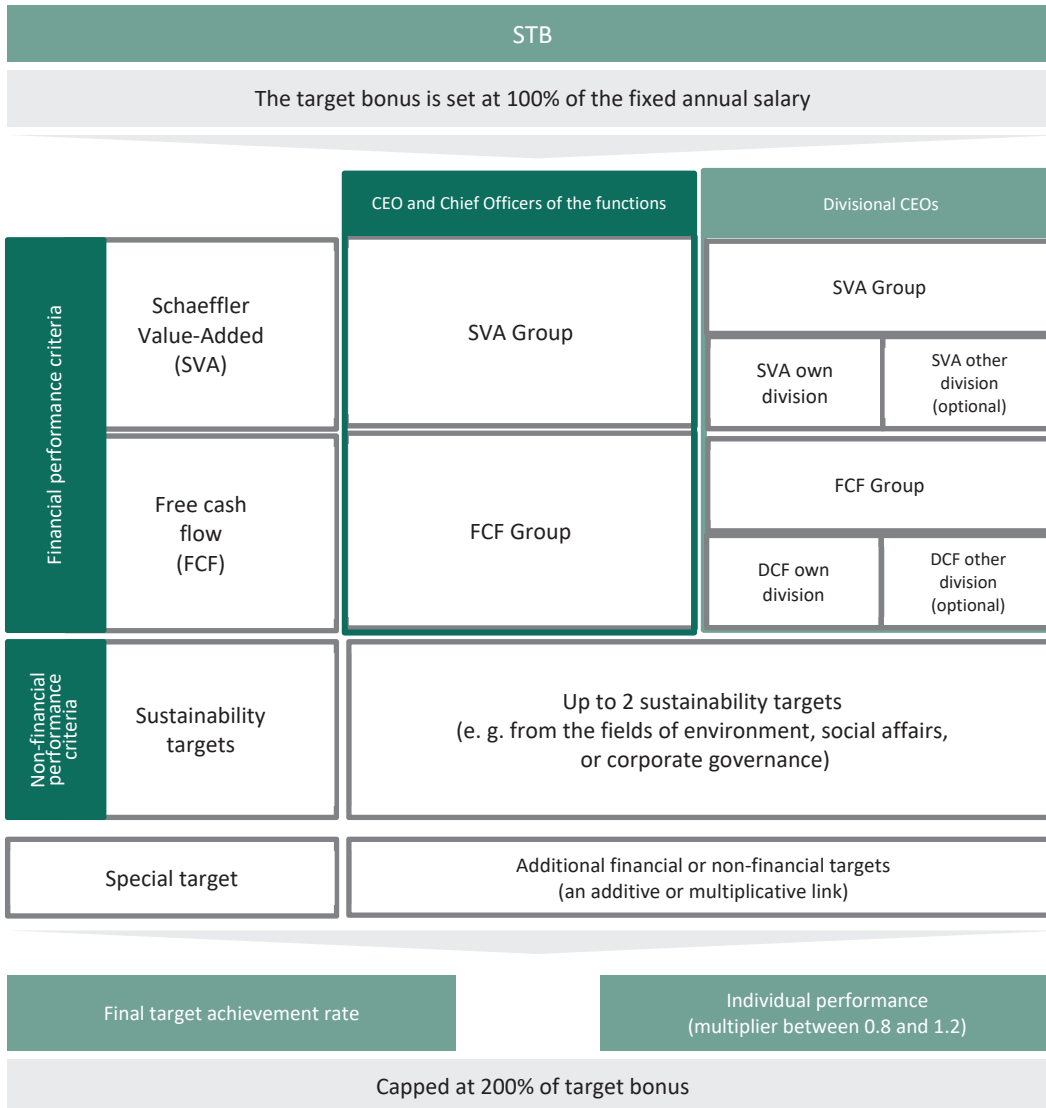 STB
The target bonus is set at 100% of the fixed annual salary
CEO and Chief Officers of the functions
Divisional CEOs
Financial performance criteria
Schaeffler
Value-Added
(SVA)
SVA Group
SVA Group
SVA own
division
SVA other
division
(optional)
Free cash
flow
(FCF)
FCF Group
FCF Group
DCF own
division
DCF other
division
(optional)
Non-financial
performance
criteria
Sustainability
targets
Up to 2 sustainability targets
(e. g. from the fields of environment, social affairs,
or corporate governance)
Special target
Additional financial or non-financial targets
(an additive or multiplicative link)
Final target achievement rate
Individual performance
(multiplier between 0.8 and 1.2)
Capped at 200% of target bonus